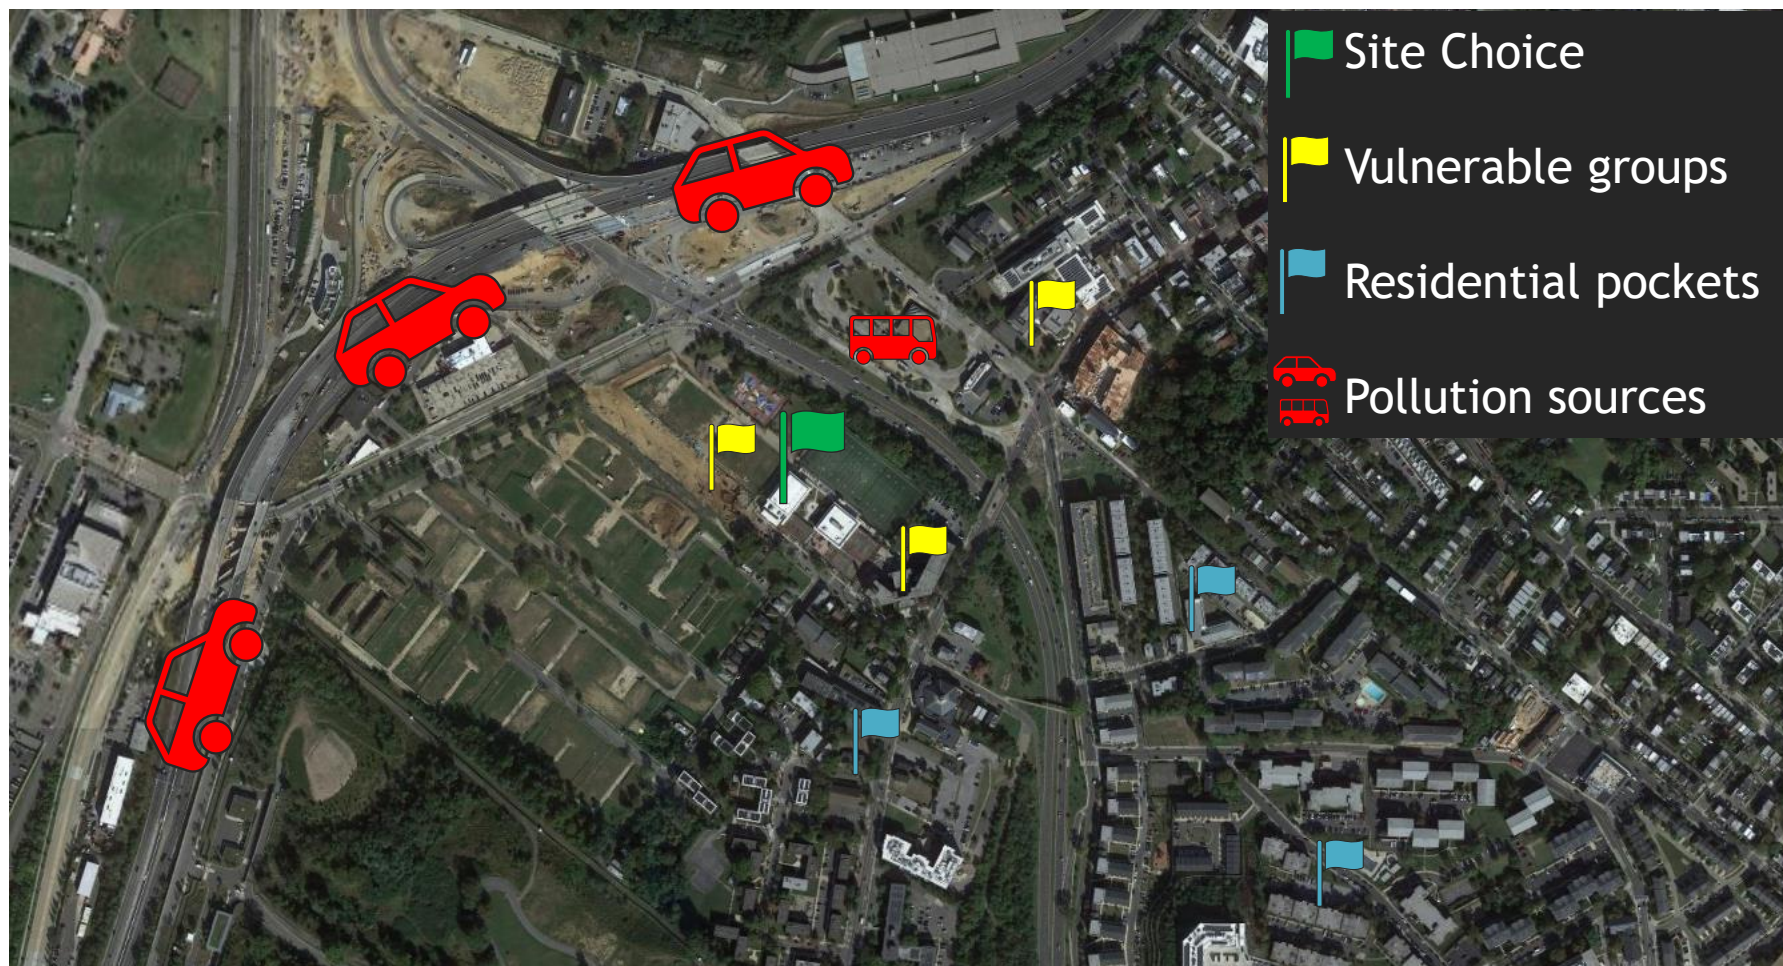 Site Choice
Vulnerable groups
Residential pockets
Pollution sources